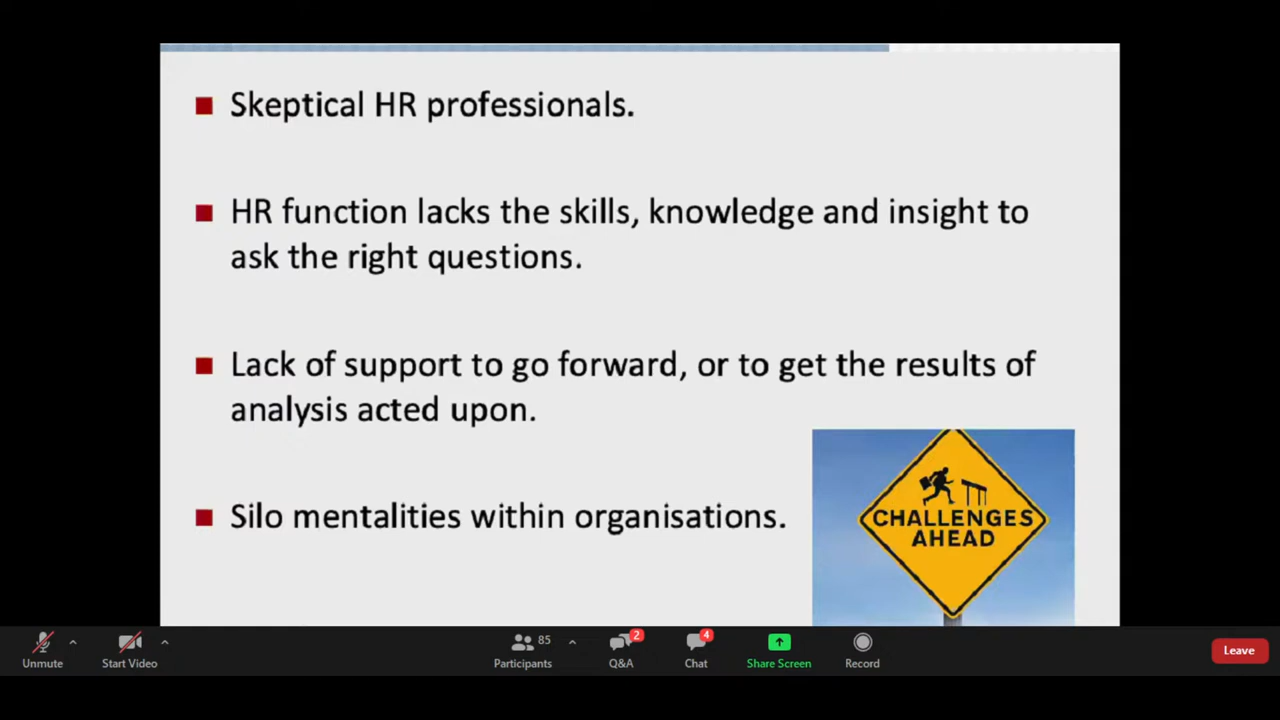 Skeptical HR professionals.
HR function lacks the skills, knowledge and insight to
ask the right questions.
Lack of support to go forward, or to get the results of
analysis acted upon.
Silo mentalities within organisations.
CHALLENGES
AHEAD
85
2
4
Unmute
Start Video
Participants
Q&A
Chat
Share Screen
Record
Leave